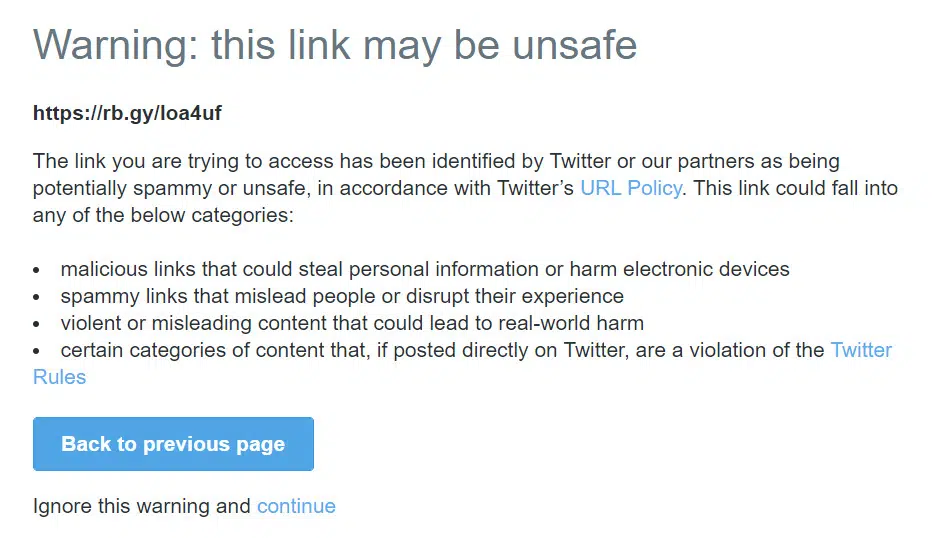 Warning: this link may be unsafe
https://rb.gy/loa4uf
The link you are trying to access has been identified by Twitter or our partners as being
potentially spammy or unsafe, in accordance with Twitter’s URL Policy. This link could fall into
any of the below categories:
• malicious links that could steal personal information or harm electronic devices
• spammy links that mislead people or disrupt their experience
• violent or misleading content that could lead to real-world harm
• certain categories of content that, if posted directly on Twitter, are a violation of the Twitter
Rules
Back to previous page
Ignore this warning and continue